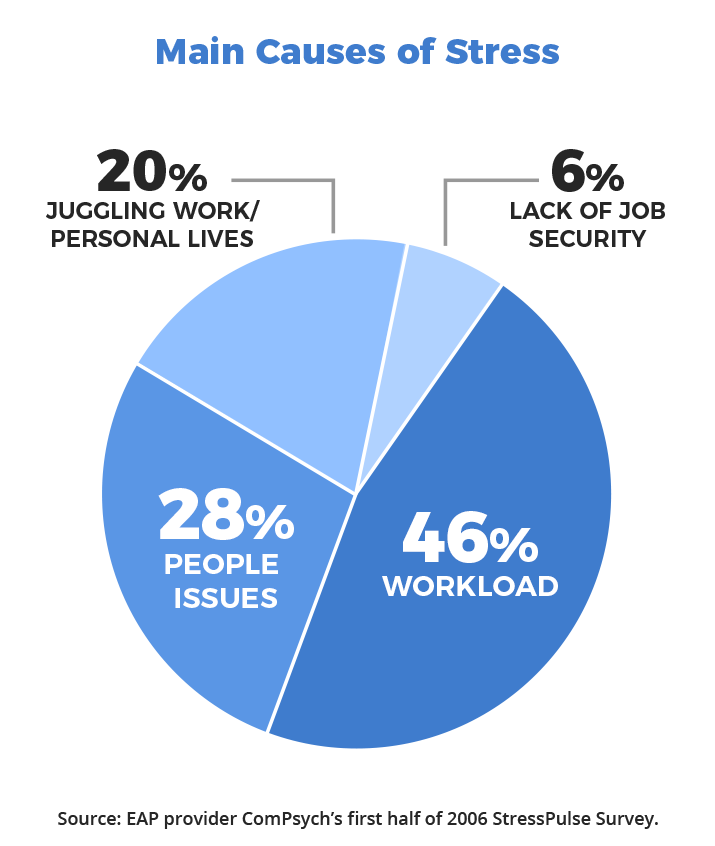 Main Causes of Stress
20%
JUGGLING WORK/
PERSONAL LIVES
6%
LACK OF JOB
SECURITY
28%
PEOPLE
ISSUES
46%
WORKLOAD
Source: EAP provider ComPsych’s first half of 2006 StressPulse Survey.